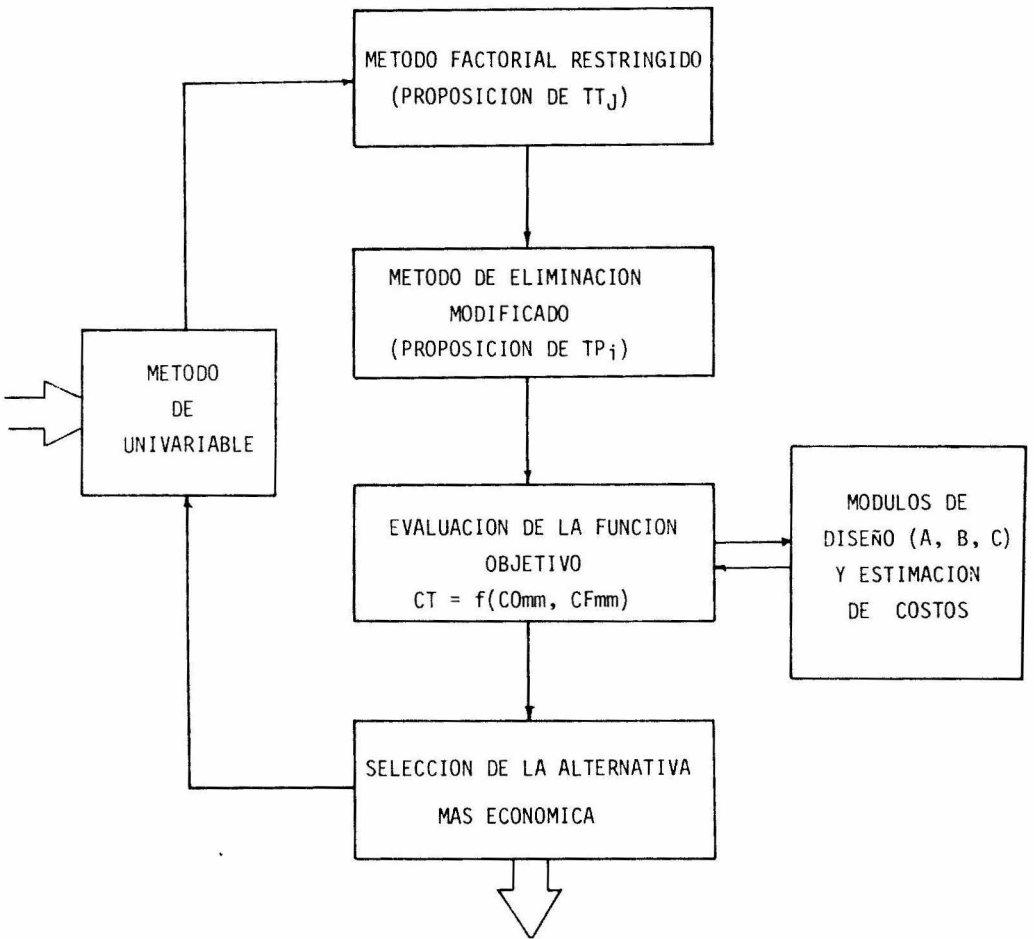 METODO FACTORIAL RESTRINGIDO
(PROPOSICION DE TTJ)
METODO DE ELIMINACION
MODIFICADO
(PROPOSICION DE TPi)
METODO
DE
UNIVARIABLE
EVALUACION DE LA FUNCION
OBJETIVO
CT = f(COmm, CFmm)
MODULOS DE
DISEÑO (A, B, C)
Y ESTIMACION
DE COSTOS
SELECCION DE LA ALTERNATIVA
MAS ECONOMICA